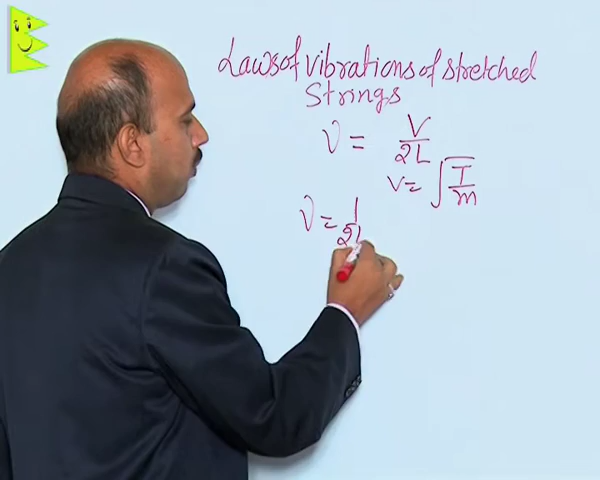 Laws of vibrations of stretched
Strings
ν = V/2L
v = √T/m
ν = 1/2L